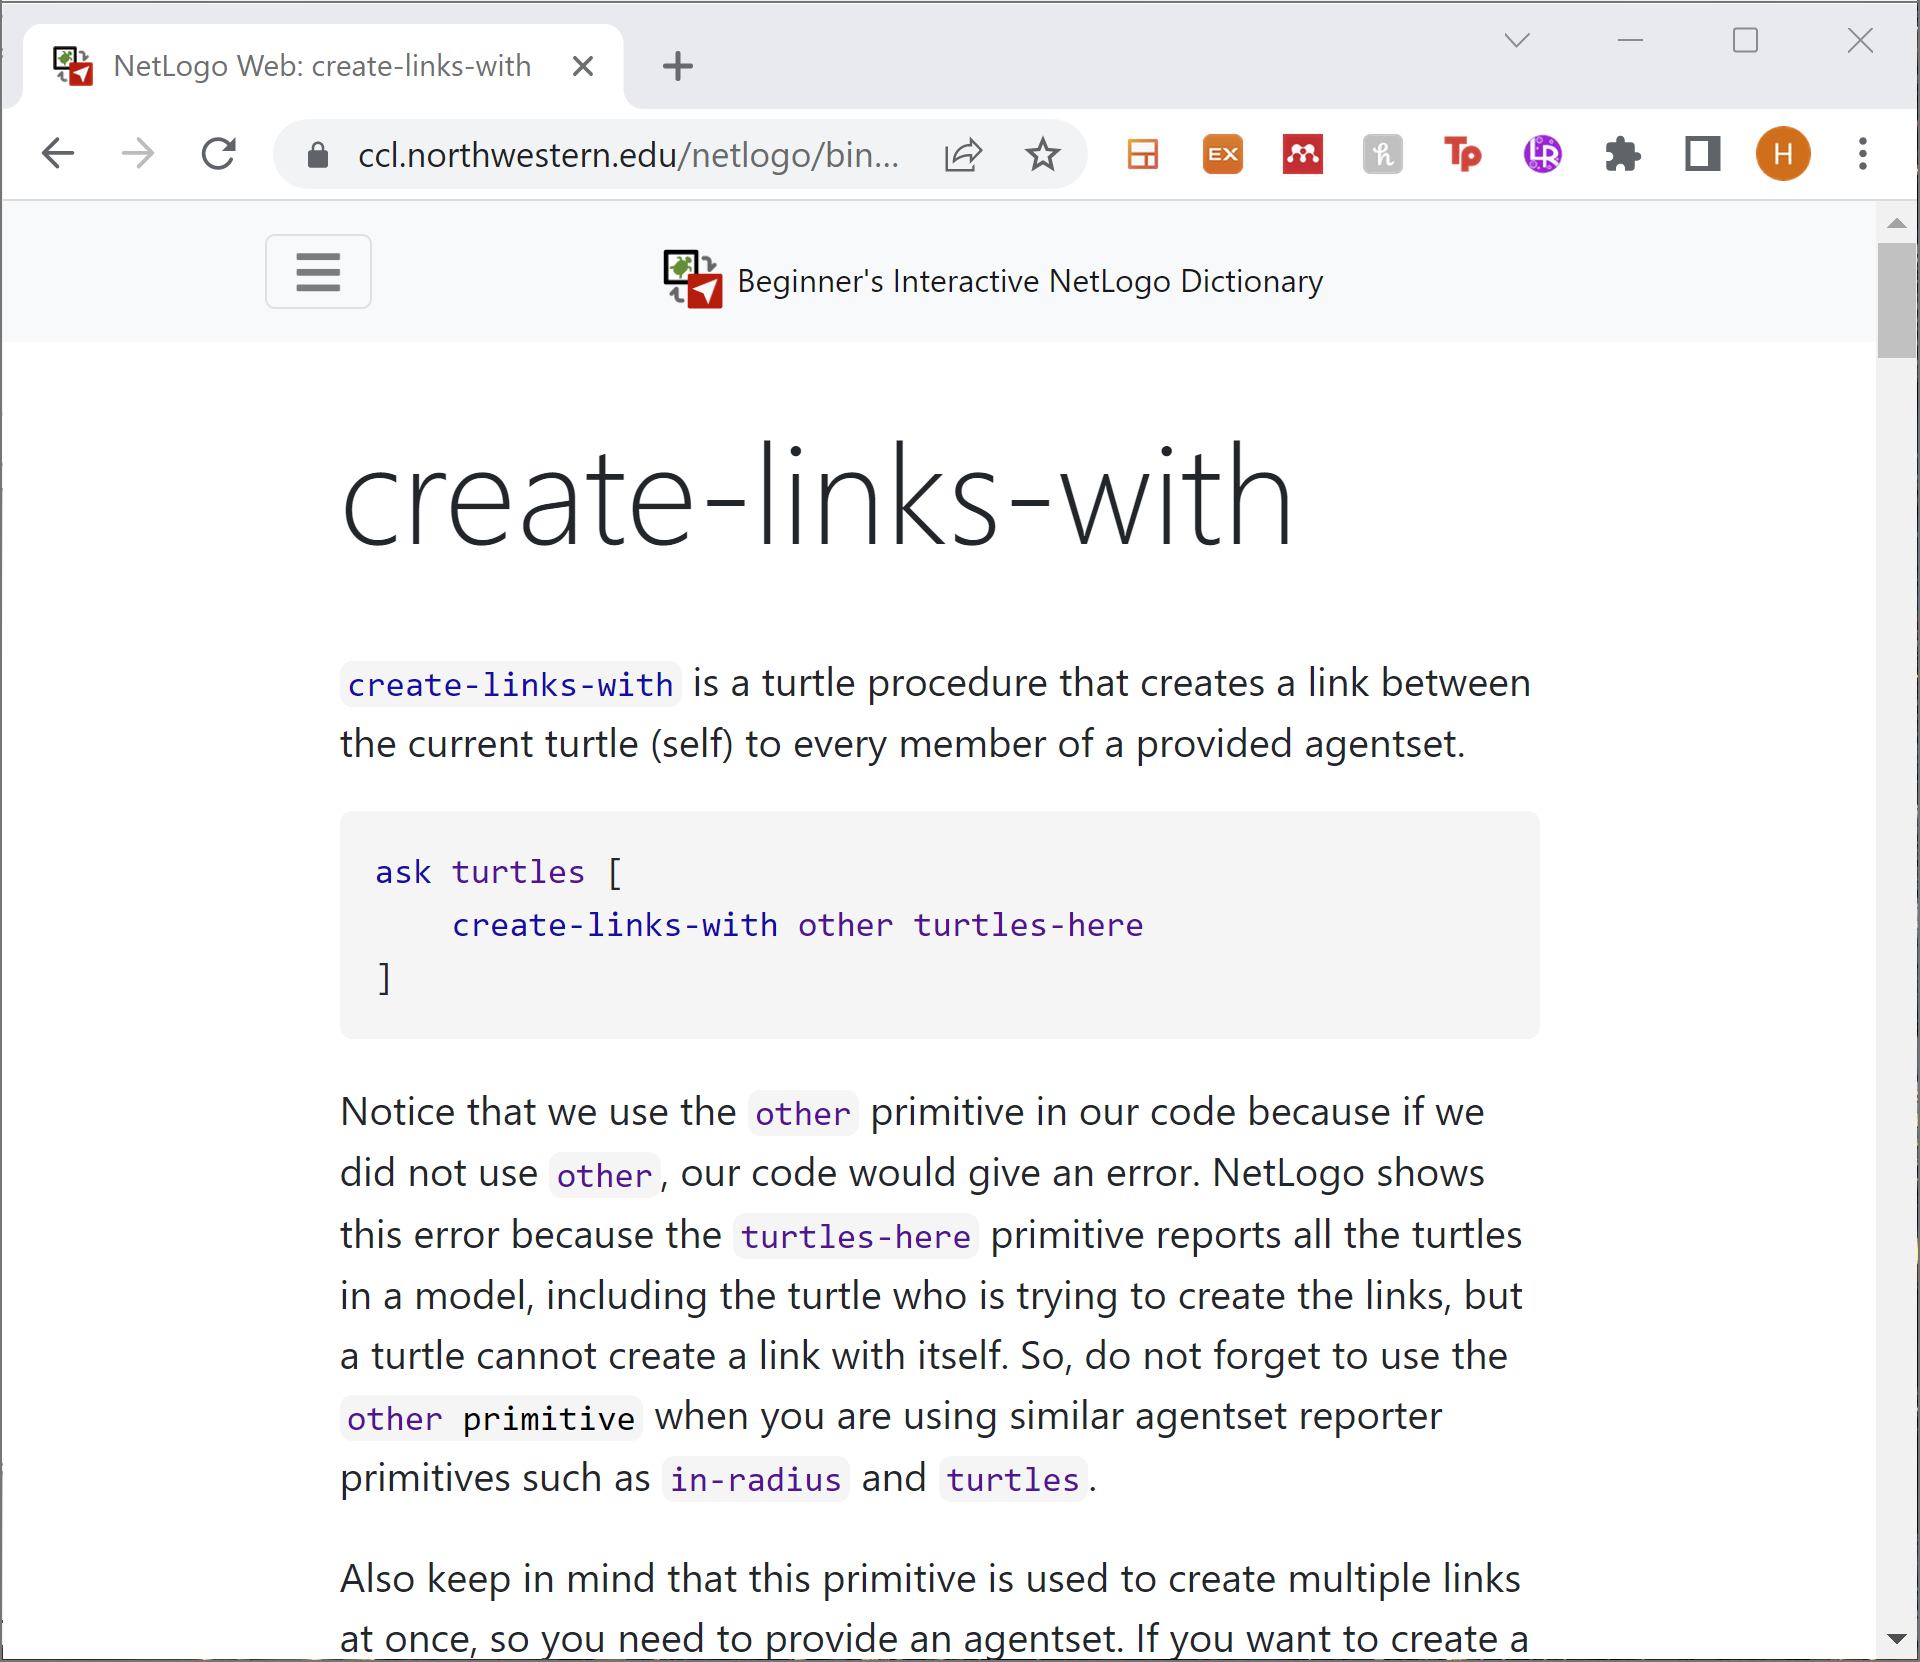 NetLogo Web: create-links-with
ccl.northwestern.edu/netlogo/bin...
EX
h
Tp
LR
H
Beginner's Interactive NetLogo Dictionary
create-links-with
create-links-with is a turtle procedure that creates a link between
the current turtle (self) to every member of a provided agentset.
ask turtles [
    create-links-with other turtles-here
]
Notice that we use the other primitive in our code because if we
did not use other, our code would give an error. NetLogo shows
this error because the turtles-here primitive reports all the turtles
in a model, including the turtle who is trying to create the links, but
a turtle cannot create a link with itself. So, do not forget to use the
other primitive when you are using similar agentset reporter
primitives such as in-radius and turtles.
Also keep in mind that this primitive is used to create multiple links
at once, so you need to provide an agentset. If you want to create a